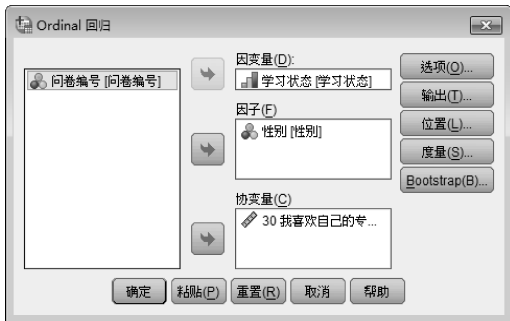 Ordinal 回归
问卷编号 [问卷编号]
因变量(D):
学习状态 [学习状态]
因子(F)
性别 [性别]
协变量(C)
30 我喜欢自己的专...
选项(O)...
输出(T)...
位置(L)...
度量(S)...
Bootstrap(B)...
确定 粘贴(P) 重置(R) 取消 帮助